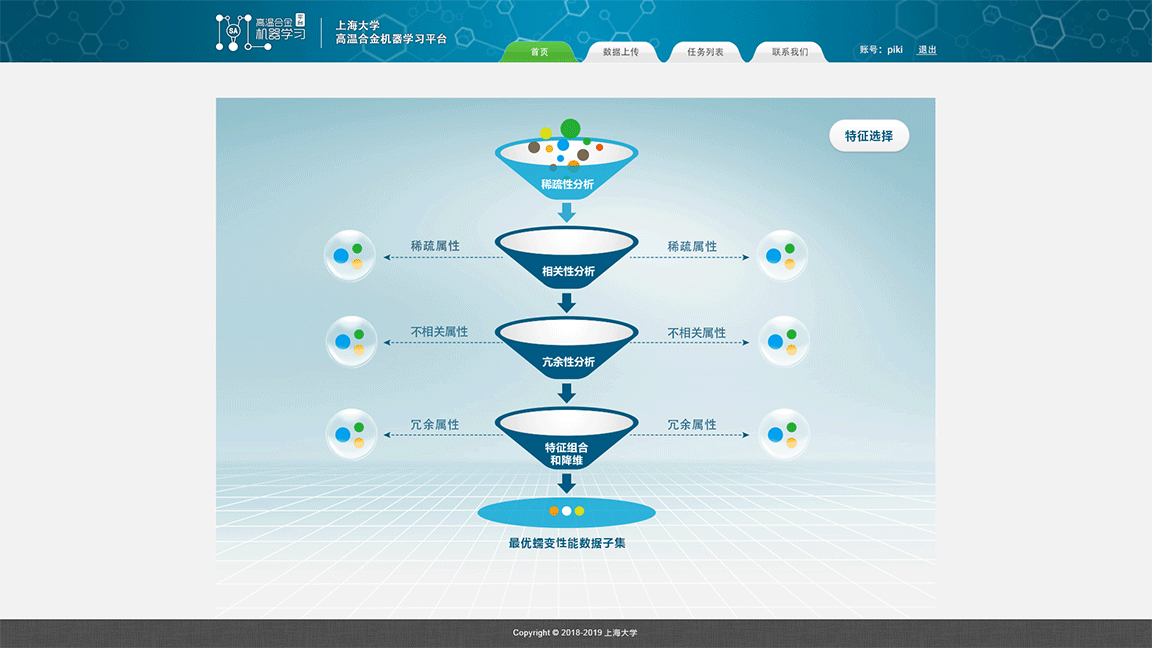 高温合金 平台
SA 机器学习
上海大学
高温合金机器学习平台
首页
数据上传
任务列表
联系我们
账号：piki 退出
特征选择
稀疏性分析
稀疏属性
稀疏属性
相关性分析
不相关属性
不相关属性
亢余性分析
冗余属性
冗余属性
特征组合
和降维
最优蠕变性能数据子集
Copyright © 2018-2019 上海大学